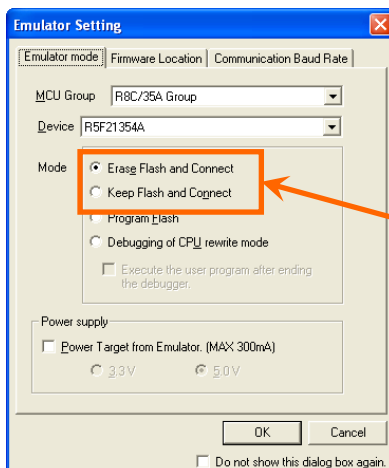 Emulator Setting
Emulator mode Firmware Location Communication Baud Rate
MCU Group R8C/35A Group
Device R5F21354A
Mode Erase Flash and Connect
Keep Flash and Connect
Program Flash
Debugging of CPU rewrite mode
Execute the user program after ending
the debugger.
Power supply
Power Target from Emulator. (MAX 300mA)
3.3 V 5.0 V
OK Cancel
Do not show this dialog box again.